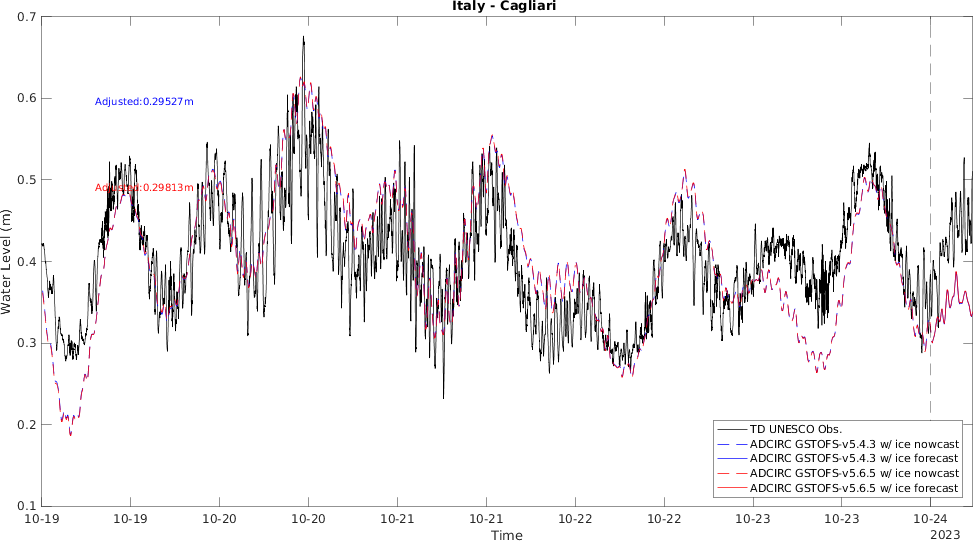 Italy - Cagliari
0.7
0.6
0.5
0.4
0.3
0.2
0.1
Water Level (m)
Adjusted:0.29527m
Adjusted:0.29813m
TD UNESCO Obs.
ADCIRC GSTOFS-v5.4.3 w/ ice nowcast
ADCIRC GSTOFS-v5.4.3 w/ ice forecast
ADCIRC GSTOFS-v5.6.5 w/ ice nowcast
ADCIRC GSTOFS-v5.6.5 w/ ice forecast
10-19 10-19 10-20 10-20 10-21 10-21 10-22 10-22 10-23 10-23 10-24
2023
Time